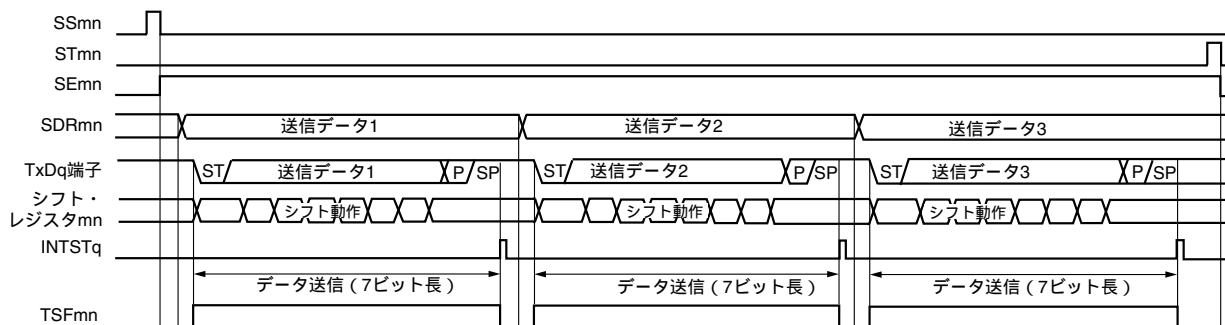 SSmn
STmn
SEmn
SDRmn 送信データ1 送信データ2 送信データ3
TxDq端子 ST 送信データ1 P SP ST 送信データ2 P SP ST 送信データ3 P SP
シフト・
レジスタmn シフト動作 シフト動作 シフト動作
INTSTq
データ送信(7ビット長) データ送信(7ビット長) データ送信(7ビット長)
TSFmn